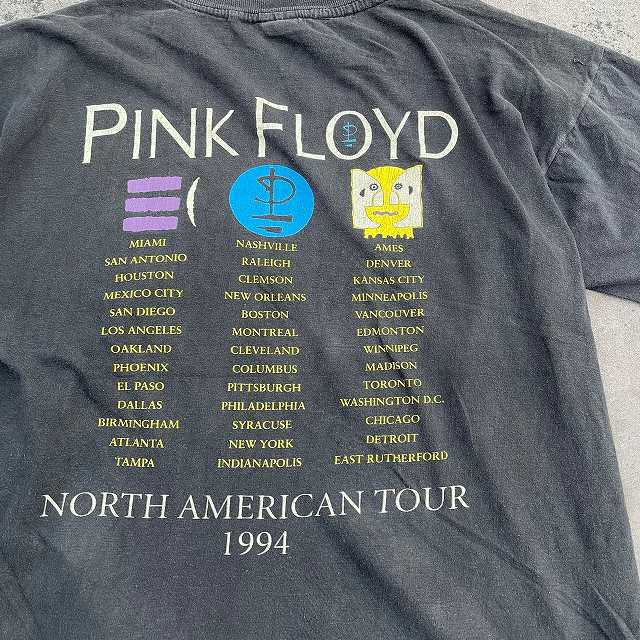 PINK FLOYD
MIAMI
SAN ANTONIO
HOUSTON
MEXICO CITY
SAN DIEGO
LOS ANGELES
OAKLAND
PHOENIX
EL PASO
DALLAS
BIRMINGHAM
ATLANTA
TAMPA
NASHVILLE
RALEIGH
CLEMSON
NEW ORLEANS
BOSTON
MONTREAL
CLEVELAND
COLUMBUS
PITTSBURGH
PHILADELPHIA
SYRACUSE
NEW YORK
INDIANAPOLIS
AMES
DENVER
KANSAS CITY
MINNEAPOLIS
VANCOUVER
EDMONTON
WINNIPEG
MADISON
TORONTO
WASHINGTON D.C.
CHICAGO
DETROIT
EAST RUTHERFORD
NORTH AMERICAN TOUR
1994